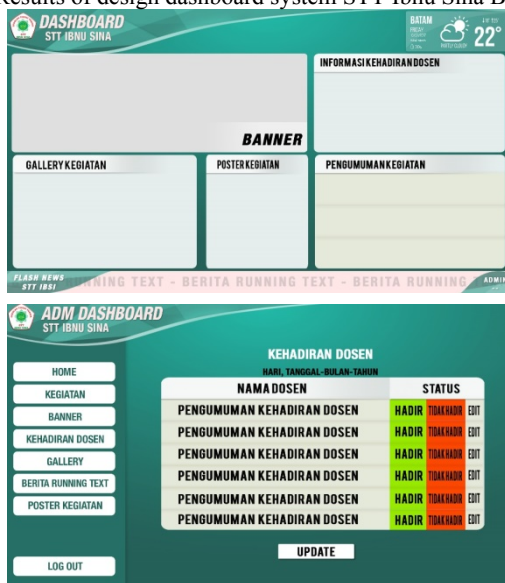 Results of design dashboard system STT Ibnu Sina B
DASHBOARD
STT IBNU SINA
BATAM
22°
PARTLY CLOUDY
INFORMASI KEHADIRAN DOSEN
BANNER
GALLERY KEGIATAN
POSTER KEGIATAN
PENGUMUMAN KEGIATAN
FLASH NEWS
STT IBSI
RUNNING TEXT - BERITA RUNNING TEXT - BERITA RUNNING
ADMIN
ADM DASHBOARD
STT IBNU SINA
HOME
KEGIATAN
BANNER
KEHADIRAN DOSEN
GALLERY
BERITA RUNNING TEXT
POSTER KEGIATAN
LOG OUT
KEHADIRAN DOSEN
HARI, TANGGAL-BULAN-TAHUN
NAMA DOSEN STATUS
PENGUMUMAN KEHADIRAN DOSEN HADIR TIDAK HADIR EDIT
PENGUMUMAN KEHADIRAN DOSEN HADIR TIDAK HADIR EDIT
PENGUMUMAN KEHADIRAN DOSEN HADIR TIDAK HADIR EDIT
PENGUMUMAN KEHADIRAN DOSEN HADIR TIDAK HADIR EDIT
PENGUMUMAN KEHADIRAN DOSEN HADIR TIDAK HADIR EDIT
PENGUMUMAN KEHADIRAN DOSEN HADIR TIDAK HADIR EDIT
UPDATE